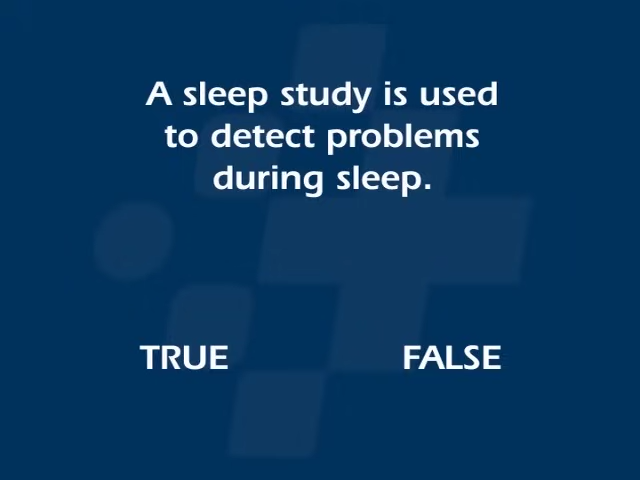 A sleep study is used
to detect problems
during sleep.
TRUE
FALSE